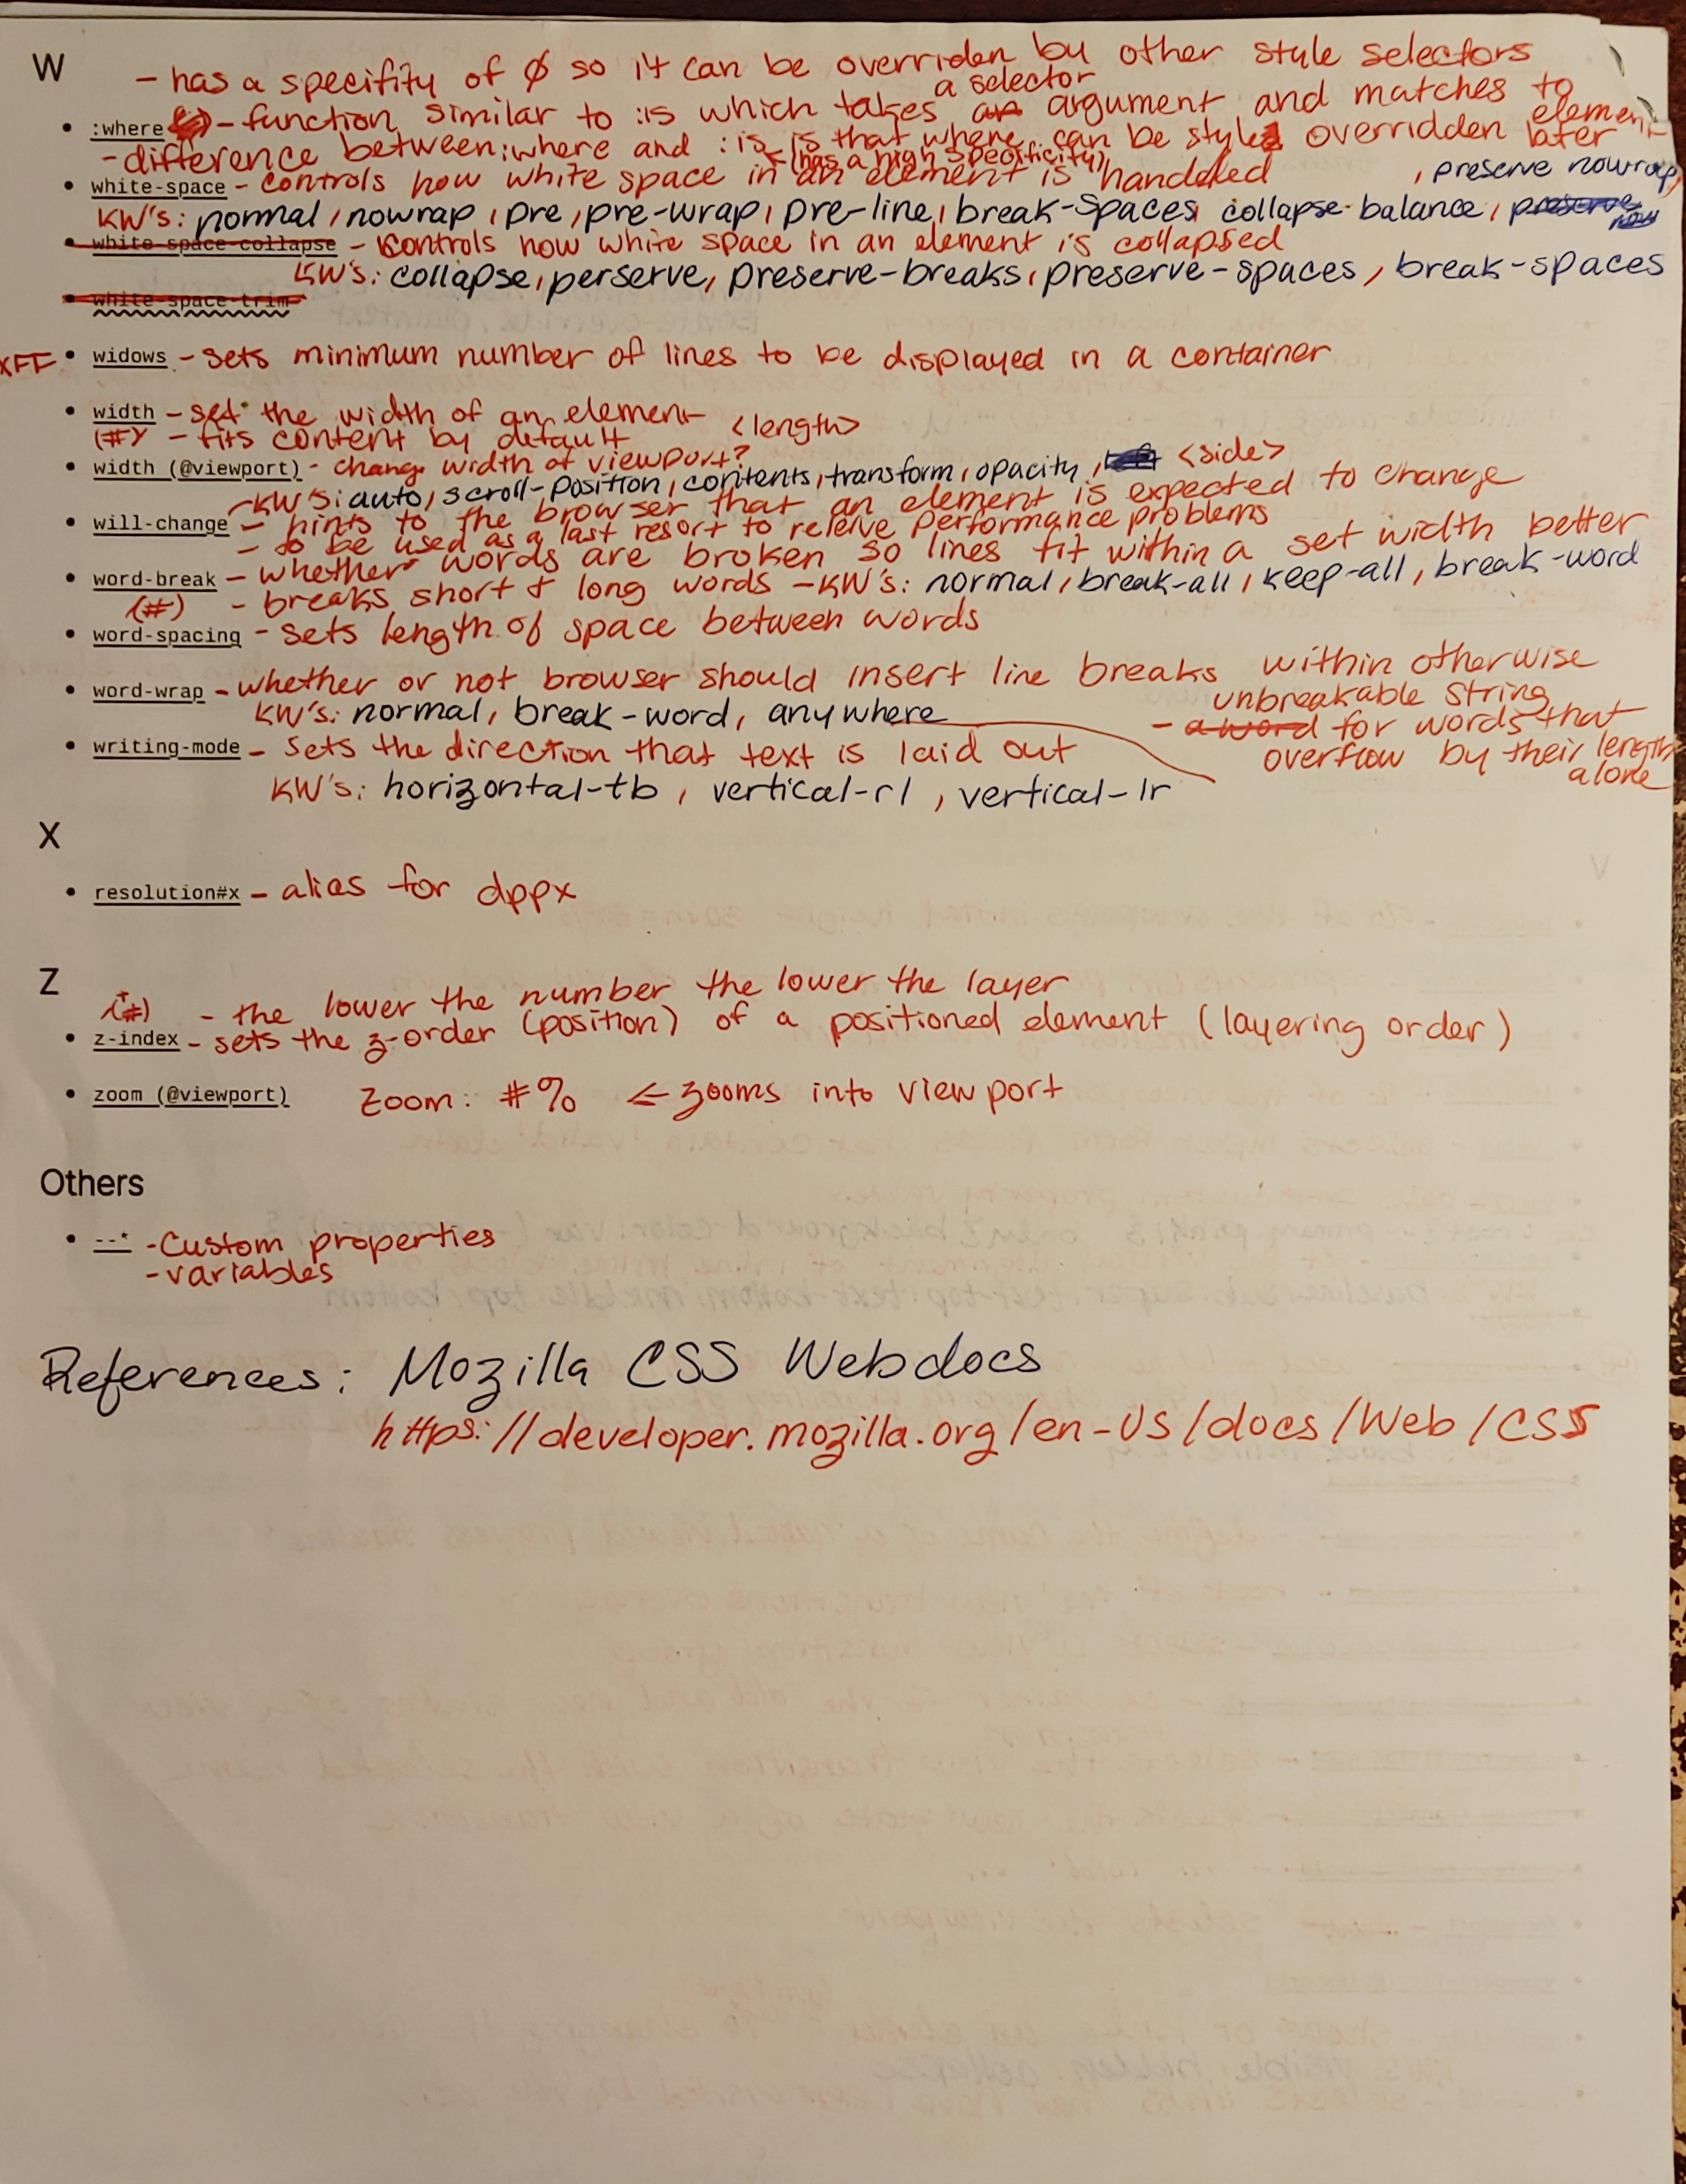 W
- has a specifity of Ø so it can be overriden by other style selectors
• :where - function similar to :is which takes a selector argument and matches to element
- difference between :where and :is is that where can be style overridden later
(has a high specificity)
• white-space - controls how white space in an element is handled
KW's: normal, nowrap, pre, pre-wrap, pre-line, break-spaces collapse balance, preserve nowrap,
• white-space-collapse - controls how white space in an element is collapsed
KW's: collapse, perserve, preserve-breaks, preserve-spaces, break-spaces
• white-space-trim
XFF • widows - sets minimum number of lines to be displayed in a container
• width - set the width of an element <length>
(#) - fits content by default
• width (@viewport) - change width of viewport?
- KW's: auto, scroll-position, contents, transform, opacity, <side>
• will-change - hints to the browser that an element is expected to change
- to be used as a last resort to releive performance problems
• word-break - whether words are broken so lines fit within a set width better
(#) - breaks short & long words - KW's: normal, break-all, keep-all, break-word
• word-spacing - sets length of space between words
• word-wrap - whether or not browser should insert line breaks within otherwise unbreakable string
KW's: normal, break-word, anywhere
- a word for words that overflow by their length alone
• writing-mode - sets the direction that text is laid out
KW's: horizontal-tb, vertical-rl, vertical-lr
X
• resolution#x - alias for dppx
Z
(#) - the lower the number the lower the layer
• z-index - sets the z-order (position) of a positioned element (layering order)
• zoom (@viewport) Zoom: #% ← zooms into viewport
Others
• --* - Custom properties
- variables
References: Mozilla CSS Webdocs
https://developer.mozilla.org/en-US/docs/Web/CSS